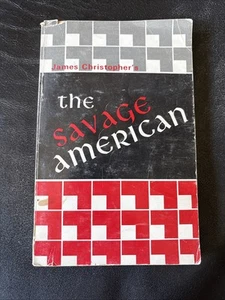 James Christopher's
the
SAVAGE
AMERICAN